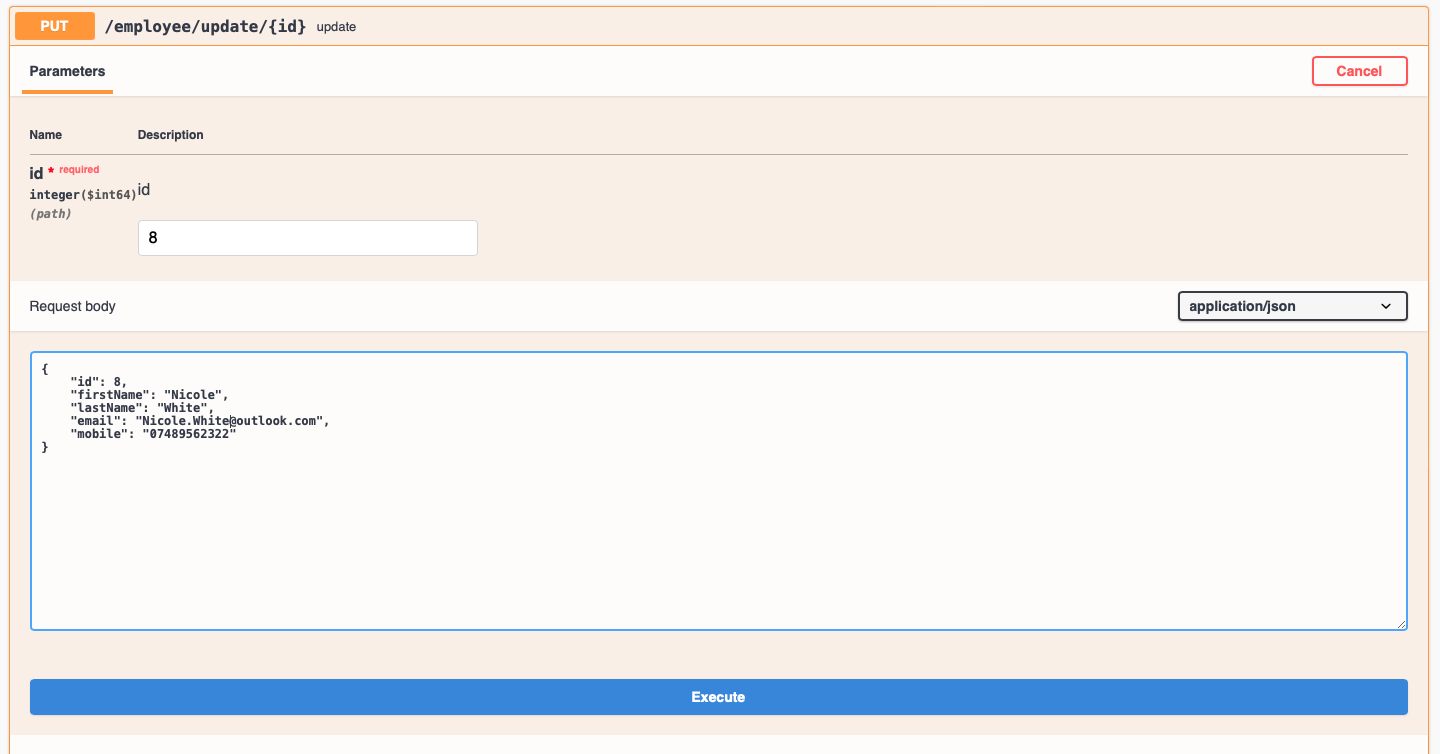 PUT /employee/update/{id} update
Parameters
Cancel
Name Description
id * required
integer($int64)
(path)
id
8
Request body
application/json
{
    "id": 8,
    "firstName": "Nicole",
    "lastName": "White",
    "email": "Nicole.White@outlook.com",
    "mobile": "07489562322"
}
Execute